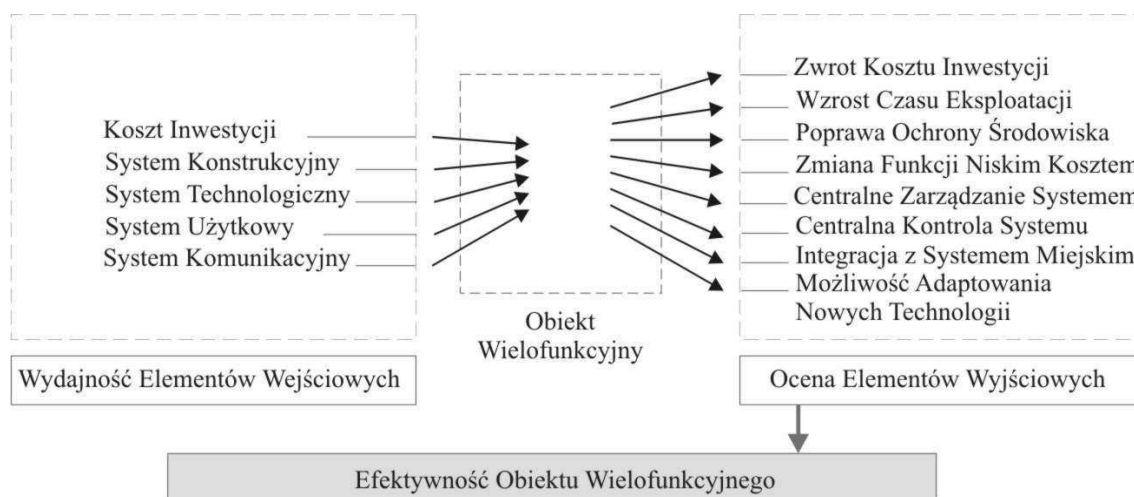 Koszt Inwestycji
System Konstrukcyjny
System Technologiczny
System Użytkowy
System Komunikacyjny
Wydajność Elementów Wejściowych
Obiekt
Wielofunkcyjny
Zwrot Kosztu Inwestycji
Wzrost Czasu Eksploatacji
Poprawa Ochrony Środowiska
Zmiana Funkcji Niskim Kosztem
Centralne Zarządzanie Systemem
Centralna Kontrola Systemu
Integracja z Systemem Miejskim
Możliwość Adaptowania
Nowych Technologii
Ocena Elementów Wyjściowych
Efektywność Obiektu Wielofunkcyjnego